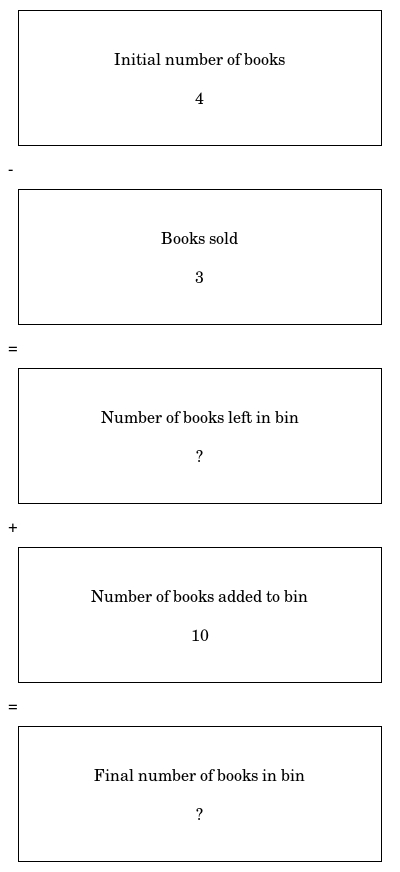 Initial number of books
4
-
Books sold
3
=
Number of books left in bin
?
+
Number of books added to bin
10
=
Final number of books in bin
?